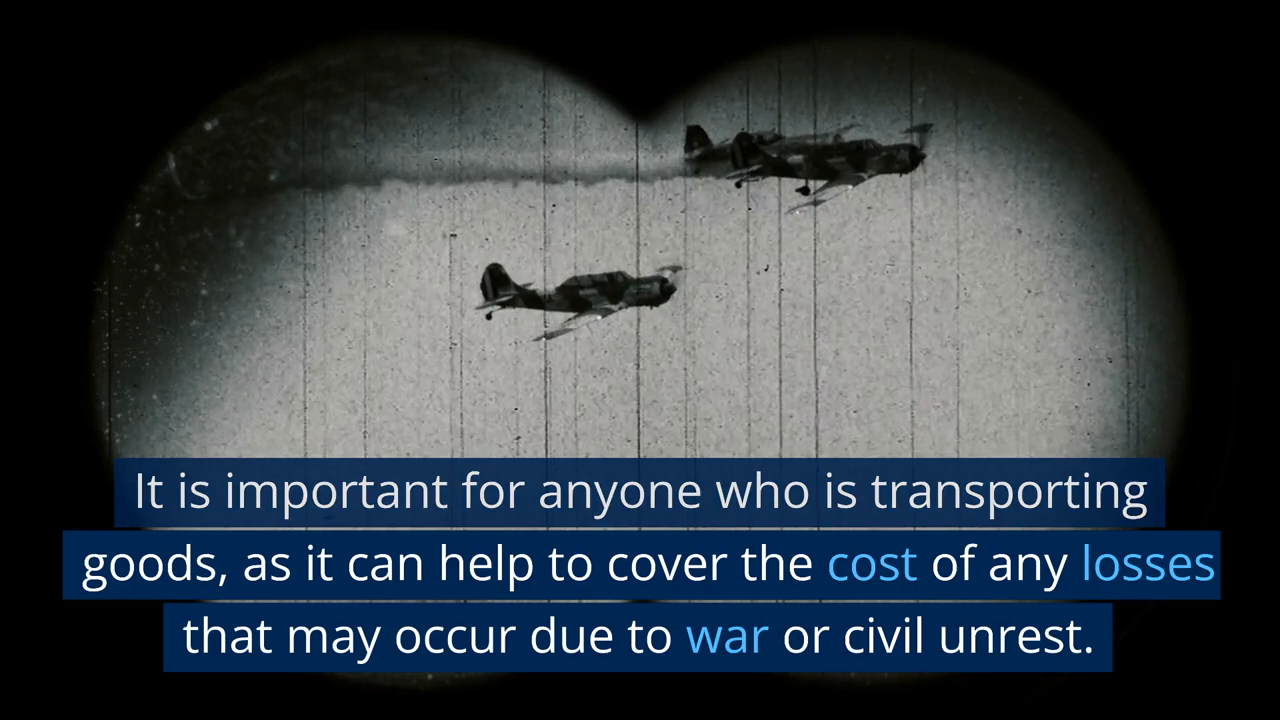 It is important for anyone who is transporting
goods, as it can help to cover the cost of any losses
that may occur due to war or civil unrest.